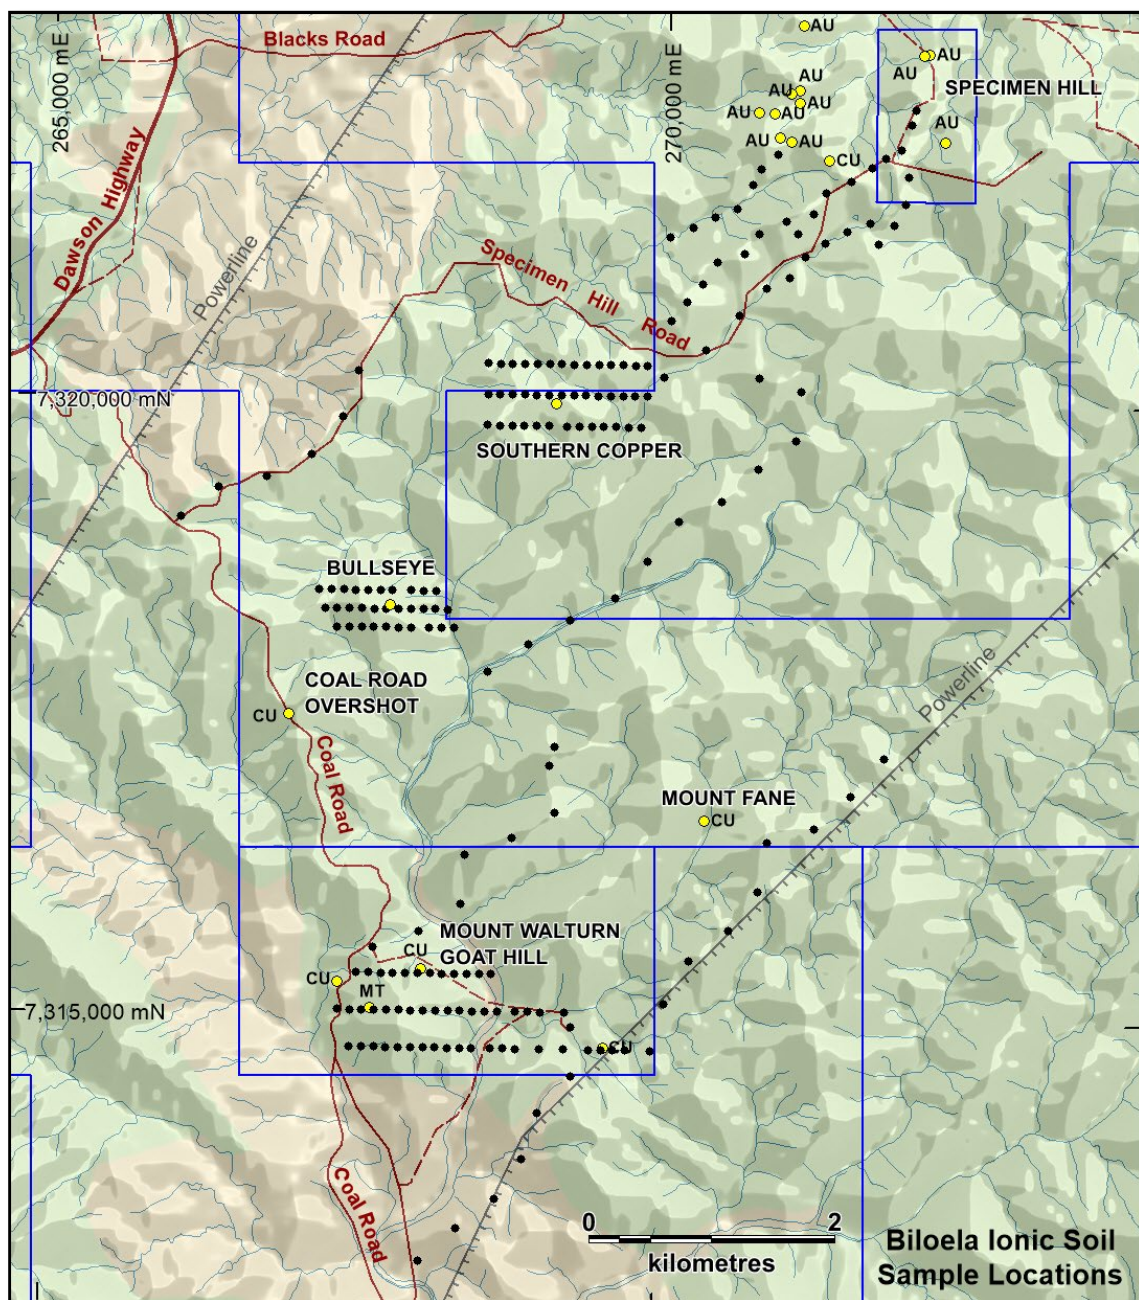 Blacks Road
265,000 mE
270,000 mE
AU
AU
AU
AU
SPECIMEN HILL
AU
AU
AU
AU
AU
AU
AU
AU
CU
Dawson Highway
Powerline
Specimen Hill Road
7,320,000 mN
SOUTHERN COPPER
BULLSEYE
COAL ROAD
OVERSHOT
CU
Coal Road
Powerline
MOUNT FANE
CU
MOUNT WALTURN
GOAT HILL
CU
CU
MT
7,315,000 mN
CU
Coal Road
0 2
kilometres
Biloela Ionic Soil
Sample Locations